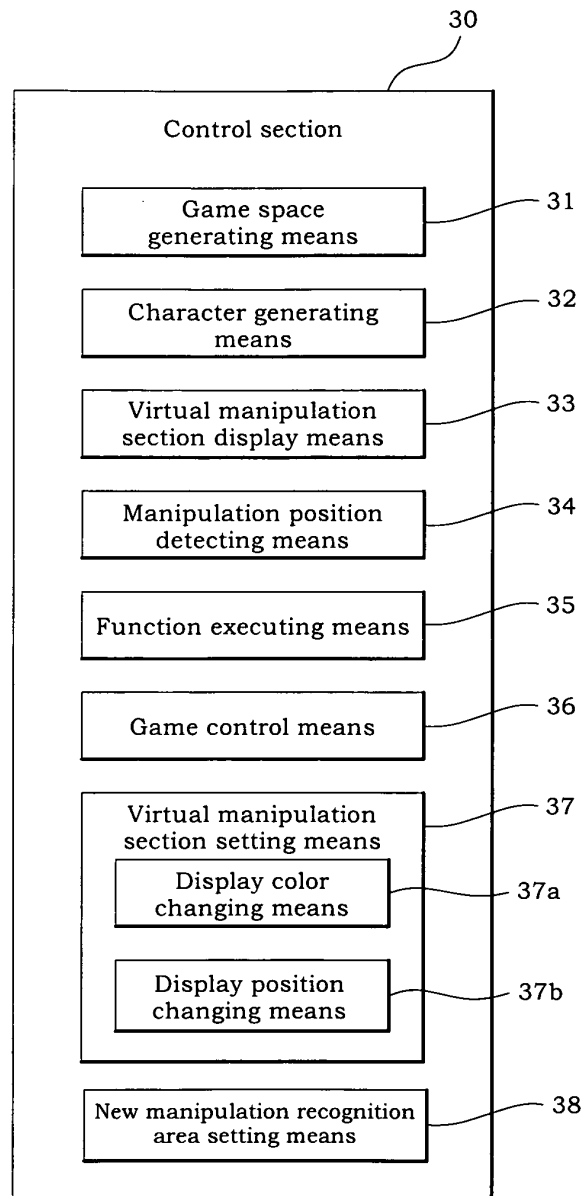 30
Control section
Game space
generating means
31
Character generating
means
32
Virtual manipulation
section display means
33
Manipulation position
detecting means
34
Function executing means
35
Game control means
36
Virtual manipulation
section setting means
37
Display color
changing means
37a
Display position
changing means
37b
New manipulation recognition
area setting means
38